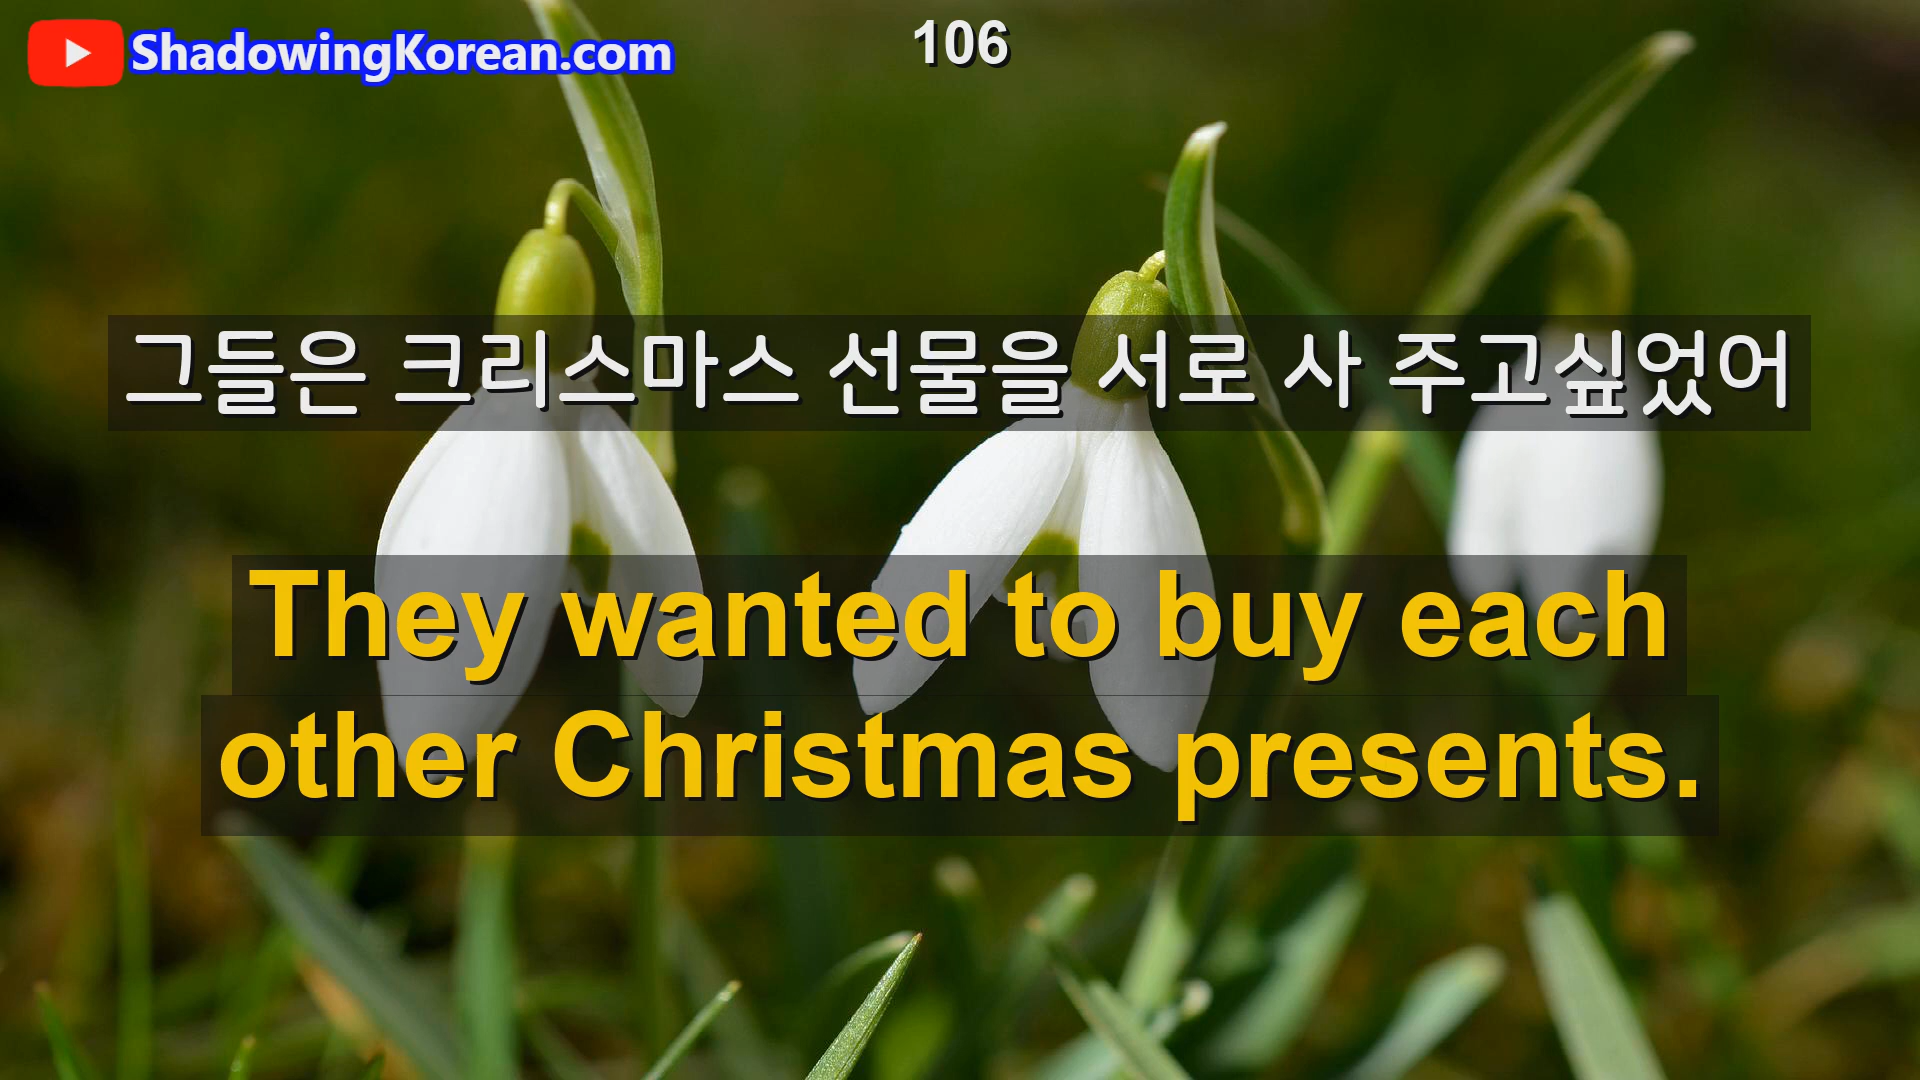 ShadowingKorean.com
106
그들은 크리스마스 선물을 서로 사 주고싶었어
They wanted to buy each
other Christmas presents.